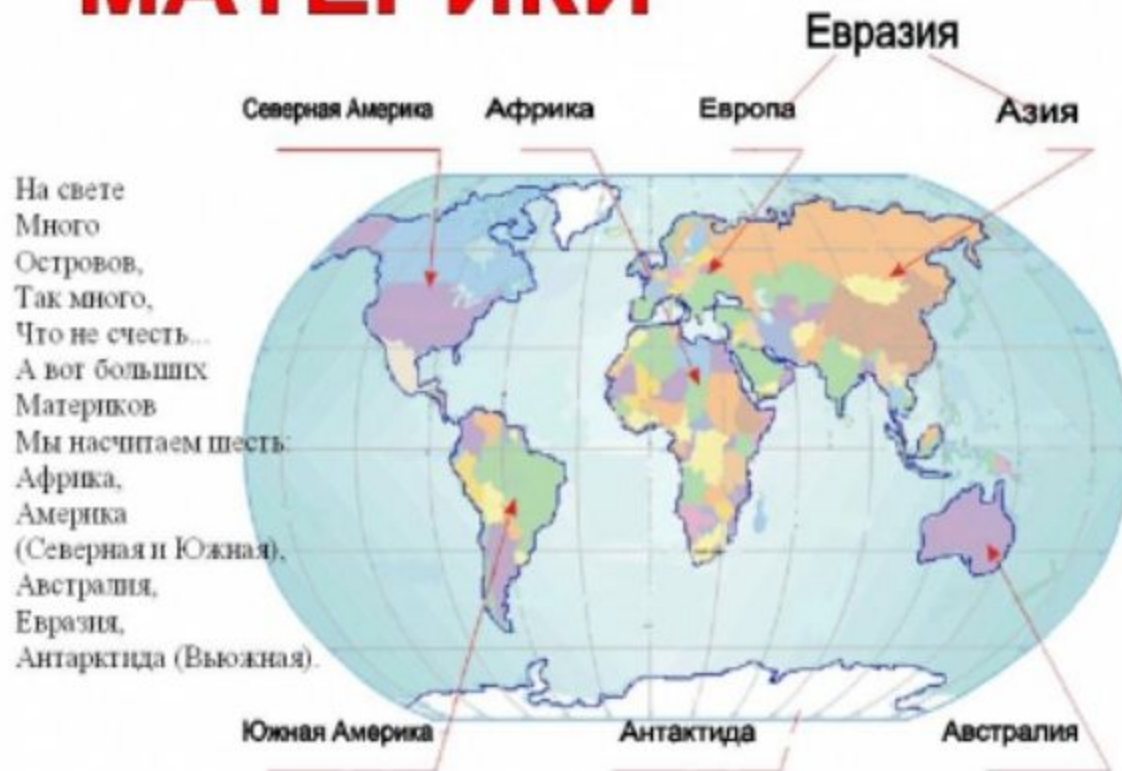 МАТЕРИКИ
Евразия
Северная Америка Африка Европа Азия
На свете
Много
Островов,
Так много,
Что не счесть...
А вот больших
Материков
Мы насчитаем шесть:
Африка,
Америка
(Северная и Южная),
Австралия,
Евразия,
Антарктида (Вьюжная).
Южная Америка Антактида Австралия